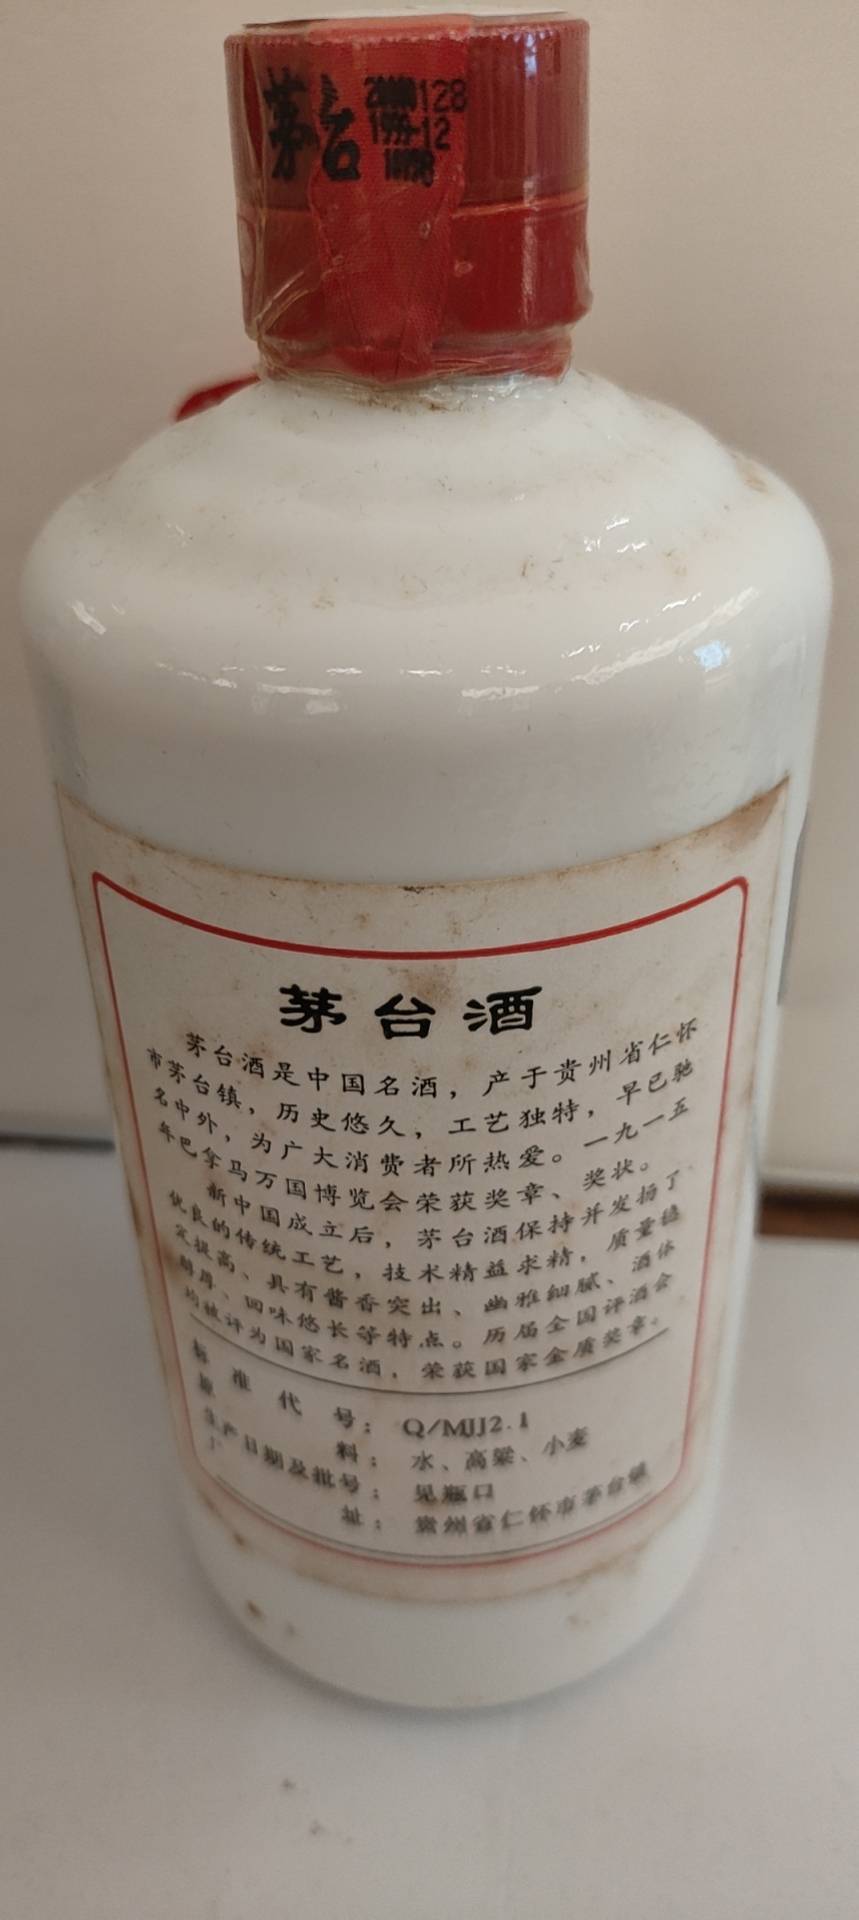 茅台
128
199-12
茅台酒
茅台酒是中国名酒，产于贵州省仁怀
市茅台镇，历史悠久，工艺独特，早已驰
名中外，为广大消费者所热爱。一九一五
年巴拿马万国博览会荣获奖章、奖状。
新中国成立后，茅台酒保持并发扬了
优良的传统工艺，技术精益求精，质量稳
定提高、具有酱香突出、幽雅细腻、酒体
醇厚、回味悠长等特点。历届全国评酒会
均被评为国家名酒，荣获国家金质奖章。
标准代号：Q/MJJ2.1
原料：水、高粱、小麦
生产日期及批号：见瓶口
厂址：贵州省仁怀市茅台镇